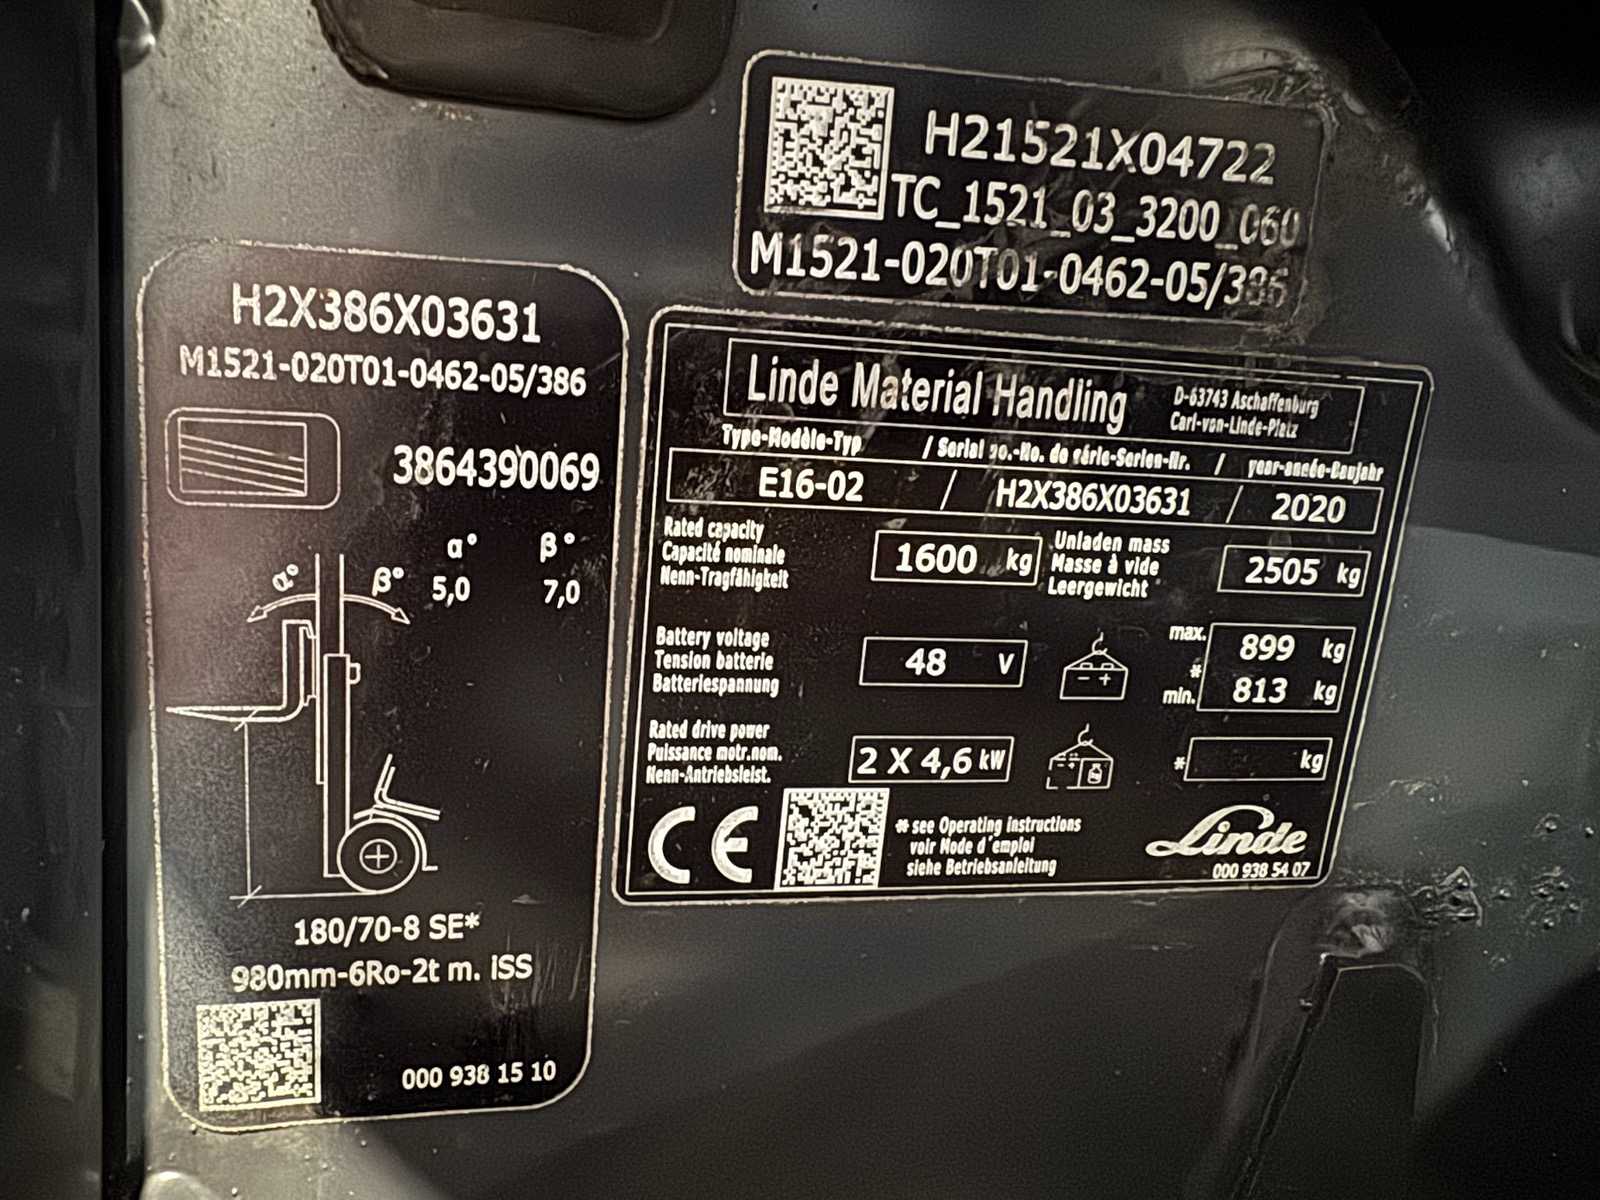 H21521X04722
TC_1521_03_3200_060
M1521-020T01-0462-05/386
H2X386X03631
M1521-020T01-0462-05/386
3864390069
α° β°
5,0 7,0
α° β°
180/70-8 SE*
980mm-6Ro-2t m. iSS
000 938 15 10
Linde Material Handling
D-63743 Aschaffenburg
Carl-von-Linde-Platz
Type-Modèle-Typ / Serial no.-No. de série-Serien-Nr. / year-année-Baujahr
E16-02 / H2X386X03631 / 2020
Rated capacity
Capacité nominale
Nenn-Tragfähigkeit
1600 kg
Unladen mass
Masse à vide
Leergewicht
2505 kg
Battery voltage
Tension batterie
Batteriespannung
48 V
max. 899 kg
*
min. 813 kg
Rated drive power
Puissance motr.nom.
Nenn-Antriebsleist.
2 X 4,6 kW
* kg
CE
* see Operating instructions
voir Mode d'emploi
siehe Betriebsanleitung
Linde
000 938 54 07